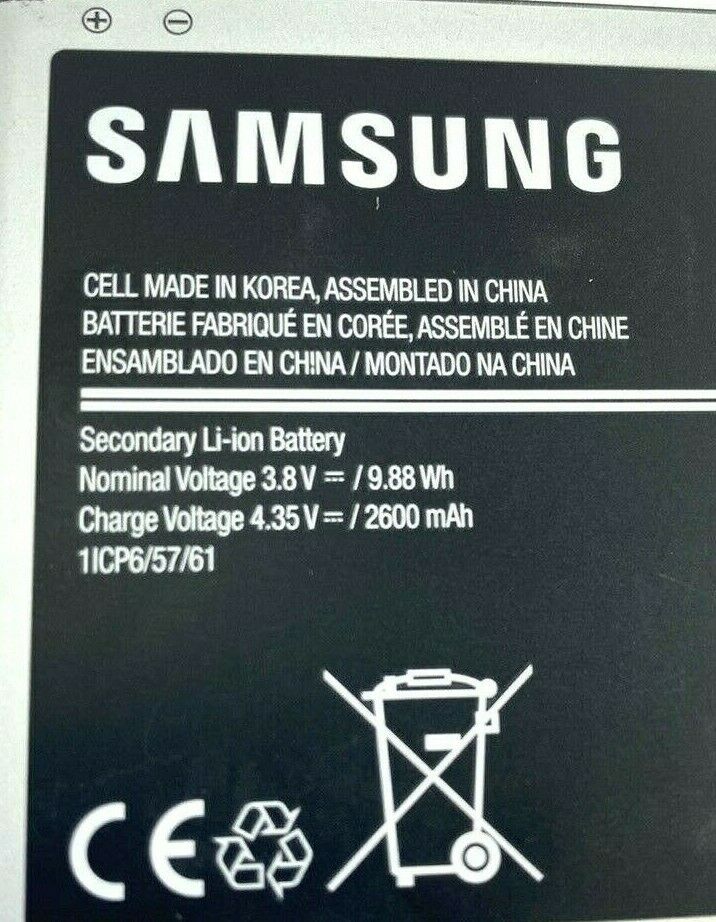 SAMSUNG
CELL MADE IN KOREA, ASSEMBLED IN CHINA
BATTERIE FABRIQUÉ EN CORÉE, ASSEMBLÉ EN CHINE
ENSAMBLADO EN CH!NA / MONTADO NA CHINA
Secondary Li-ion Battery
Nominal Voltage 3.8 V ⎓ / 9.88 Wh
Charge Voltage 4.35 V ⎓ / 2600 mAh
1ICP6/57/61
CE